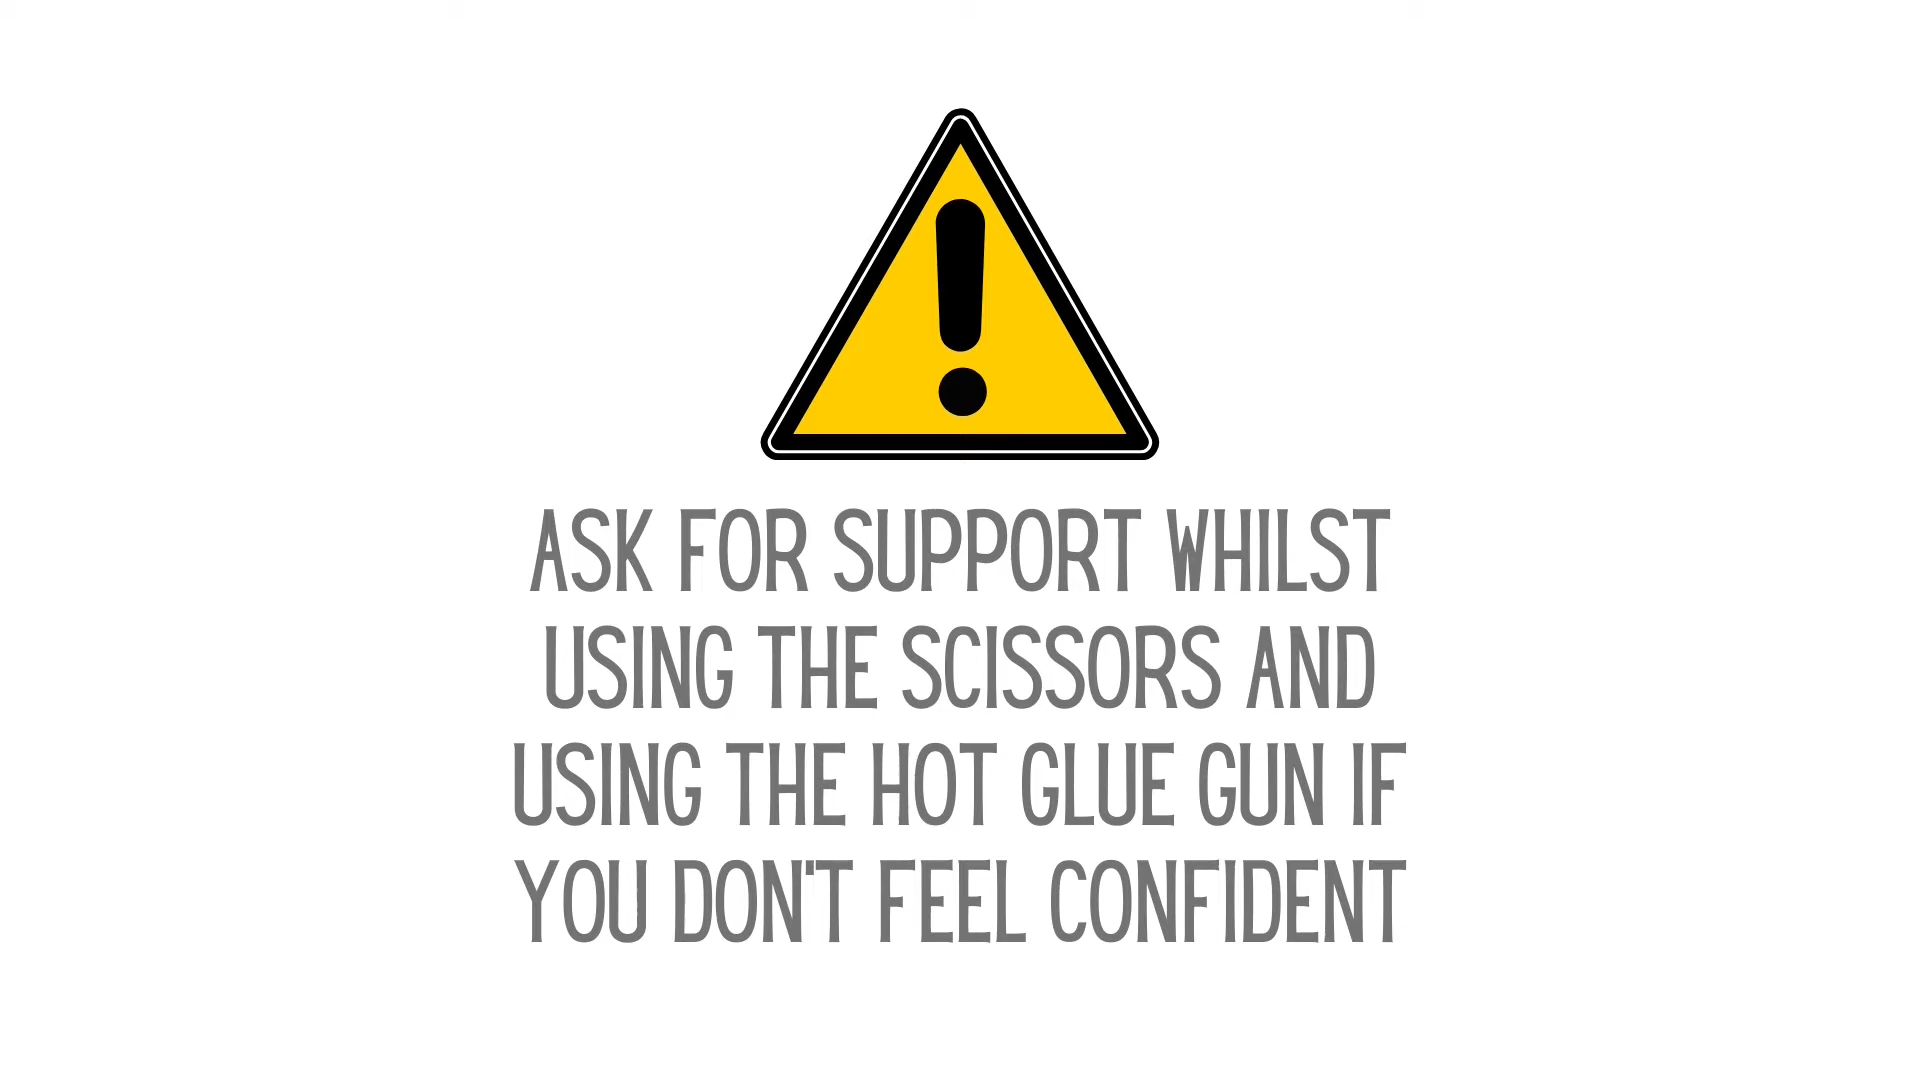 ASK FOR SUPPORT WHILST
USING THE SCISSORS AND
USING THE HOT GLUE GUN IF
YOU DON'T FEEL CONFIDENT